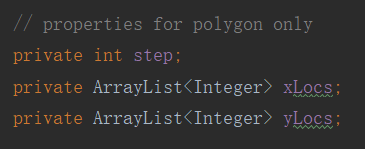 // properties for polygon only
private int step;
private ArrayList<Integer> xLocs;
private ArrayList<Integer> yLocs;